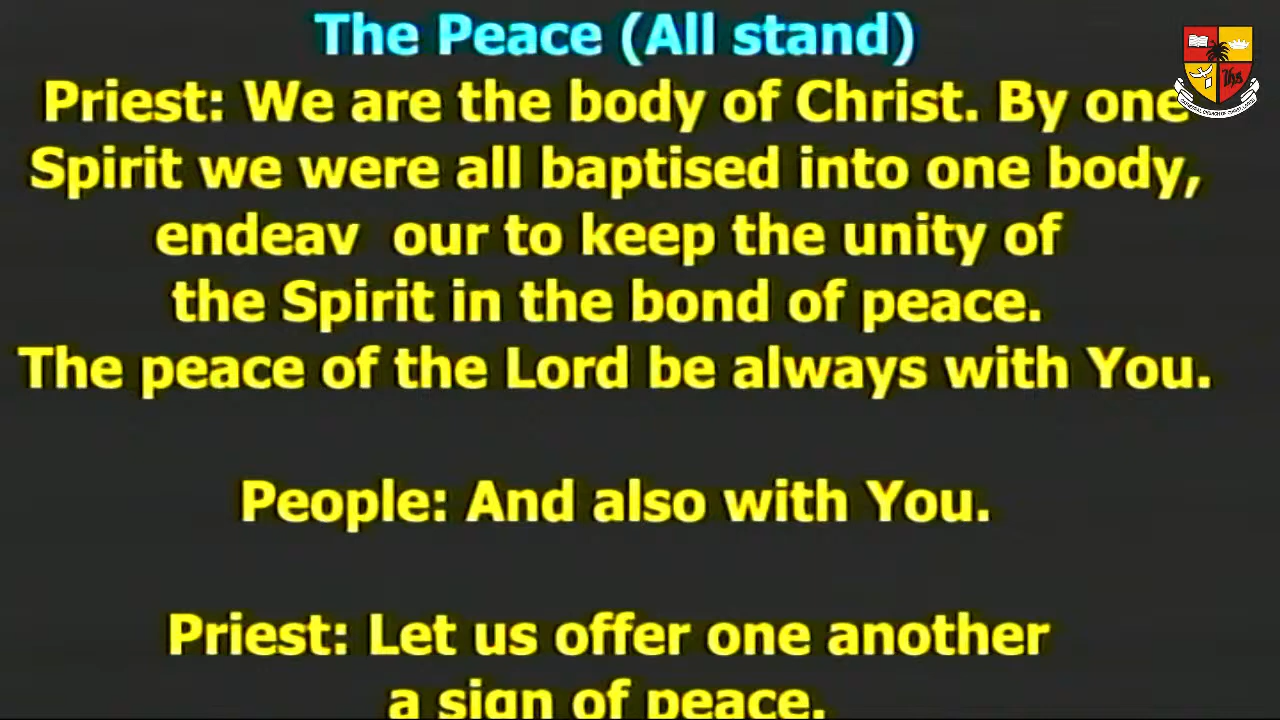 The Peace (All stand)
Priest: We are the body of Christ. By one
Spirit we were all baptised into one body,
endeav  our to keep the unity of
the Spirit in the bond of peace.
The peace of the Lord be always with You.
People: And also with You.
Priest: Let us offer one another
a sign of peace.
Ihs